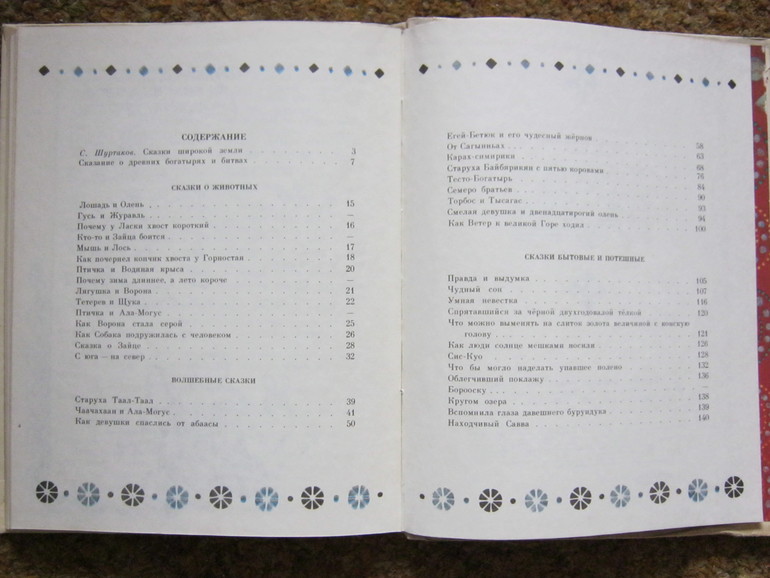 СОДЕРЖАНИЕ
С. Шуртаков. Сказки широкой земли . . . 3
Сказание о древних богатырях и битвах . . . 7
СКАЗКИ О ЖИВОТНЫХ
Лошадь и Олень . . . 15
Гусь и Журавль . . . —
Почему у Ласки хвост короткий . . . 16
Кто-то и Зайца боится . . . —
Мышь и Лось . . . 17
Как почернел кончик хвоста у Горностая . . . 18
Птичка и Водяная крыса . . . 20
Почему зима длиннее, а лето короче . . . —
Лягушка и Ворона . . . 21
Тетерев и Щука . . . 22
Птичка и Ала-Могус . . . —
Как Ворона стала серой . . . 25
Как Собака подружилась с человеком . . . 26
Сказка о Зайце . . . 28
С юга — на север . . . 32
ВОЛШЕБНЫЕ СКАЗКИ
Старуха Таал-Таал . . . 39
Чаачахаан и Ала-Могус . . . 41
Как девушки спаслись от абаасы . . . 50
Егей-Бетюк и его чудесный жёрнов . . . 58
От Сагынньах . . . 63
Карах-симирики . . . 68
Старуха Байбярикян с пятью коровами . . . 76
Тесто-Богатырь . . . 84
Семеро братьев . . . 90
Торбос и Тысагас . . . 93
Смелая девушка и двенадцатирогий олень . . . 94
Как Ветер к великой Горе ходил . . . 100
СКАЗКИ БЫТОВЫЕ И ПОТЕШНЫЕ
Правда и выдумка . . . 105
Чудный сон . . . 107
Умная невестка . . . 116
Спрятавшийся за чёрной двухгодовалой тёлкой . . . 120
Что можно выменять на слиток золота величиной с конскую
голову . . . 121
Как люди солнце мешками носили . . . 126
Сис-Куо . . . 128
Что бы могло наделать упавшее полено . . . 132
Облегчивший поклажу . . . 136
Борооску . . .
Кругом озера . . . 138
Вспомнила глаза давешнего бурундука . . . 139
Находчивый Савва . . . 140